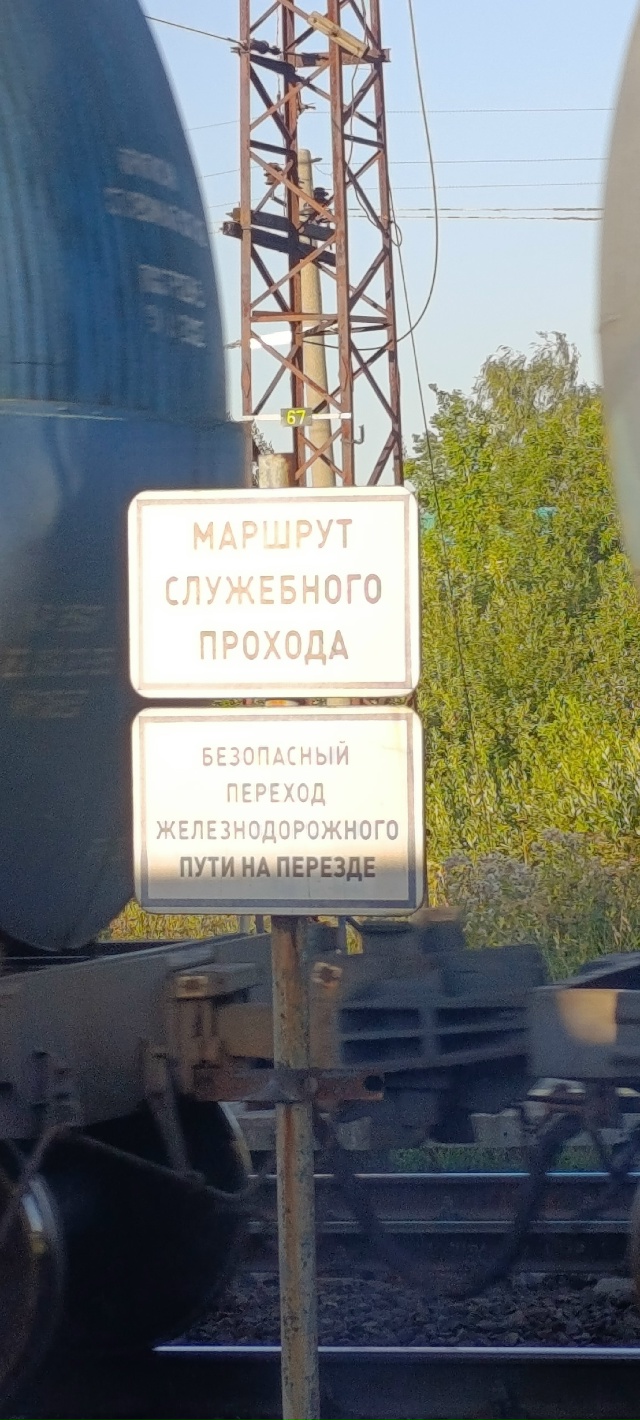 67
МАРШРУТ
СЛУЖЕБНОГО
ПРОХОДА
БЕЗОПАСНЫЙ
ПЕРЕХОД
ЖЕЛЕЗНОДОРОЖНОГО
ПУТИ НА ПЕРЕЗДЕ